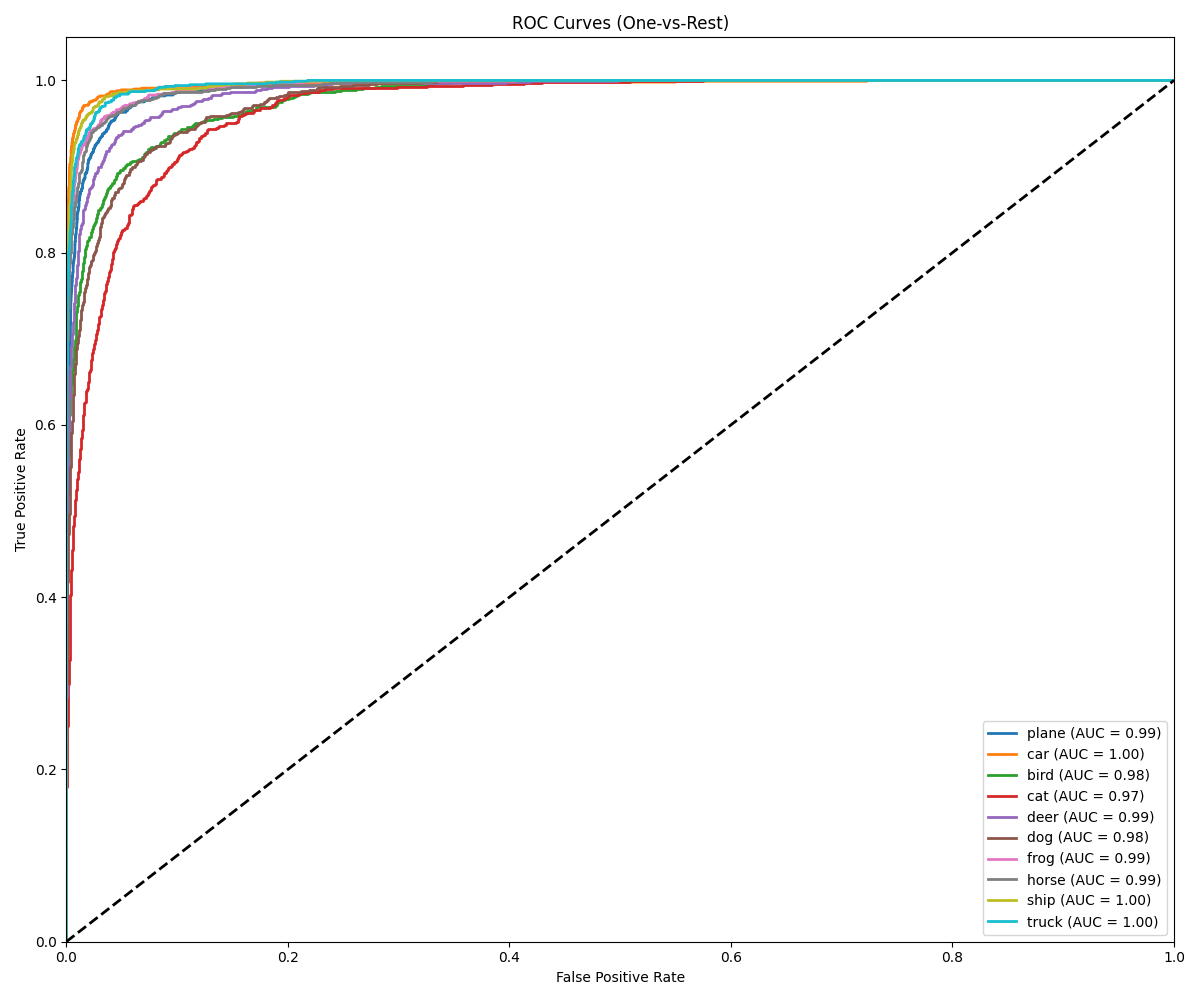 ROC Curves (One-vs-Rest)
True Positive Rate
1.0
0.8
0.6
0.4
0.2
0.0
0.0 0.2 0.4 0.6 0.8 1.0
False Positive Rate
plane (AUC = 0.99)
car (AUC = 1.00)
bird (AUC = 0.98)
cat (AUC = 0.97)
deer (AUC = 0.99)
dog (AUC = 0.98)
frog (AUC = 0.99)
horse (AUC = 0.99)
ship (AUC = 1.00)
truck (AUC = 1.00)